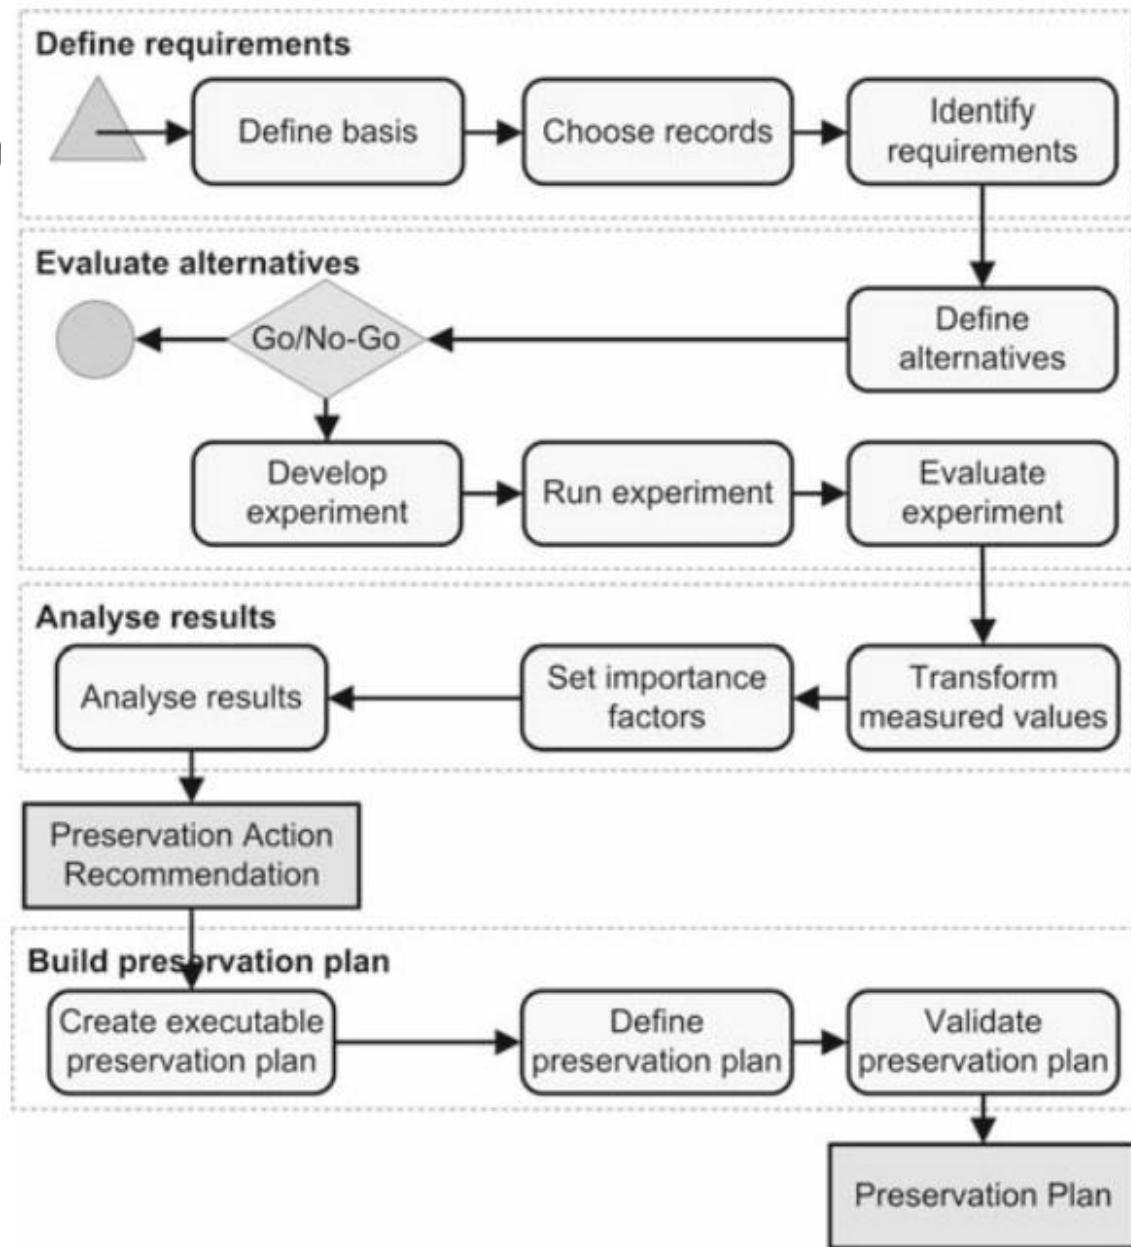 Define requirements
Define basis
Choose records
Identify
requirements
Evaluate alternatives
Go/No-Go
Define
alternatives
Develop
experiment
Run experiment
Evaluate
experiment
Analyse results
Analyse results
Set importance
factors
Transform
measured values
Preservation Action
Recommendation
Build preservation plan
Create executable
preservation plan
Define
preservation plan
Validate
preservation plan
Preservation Plan